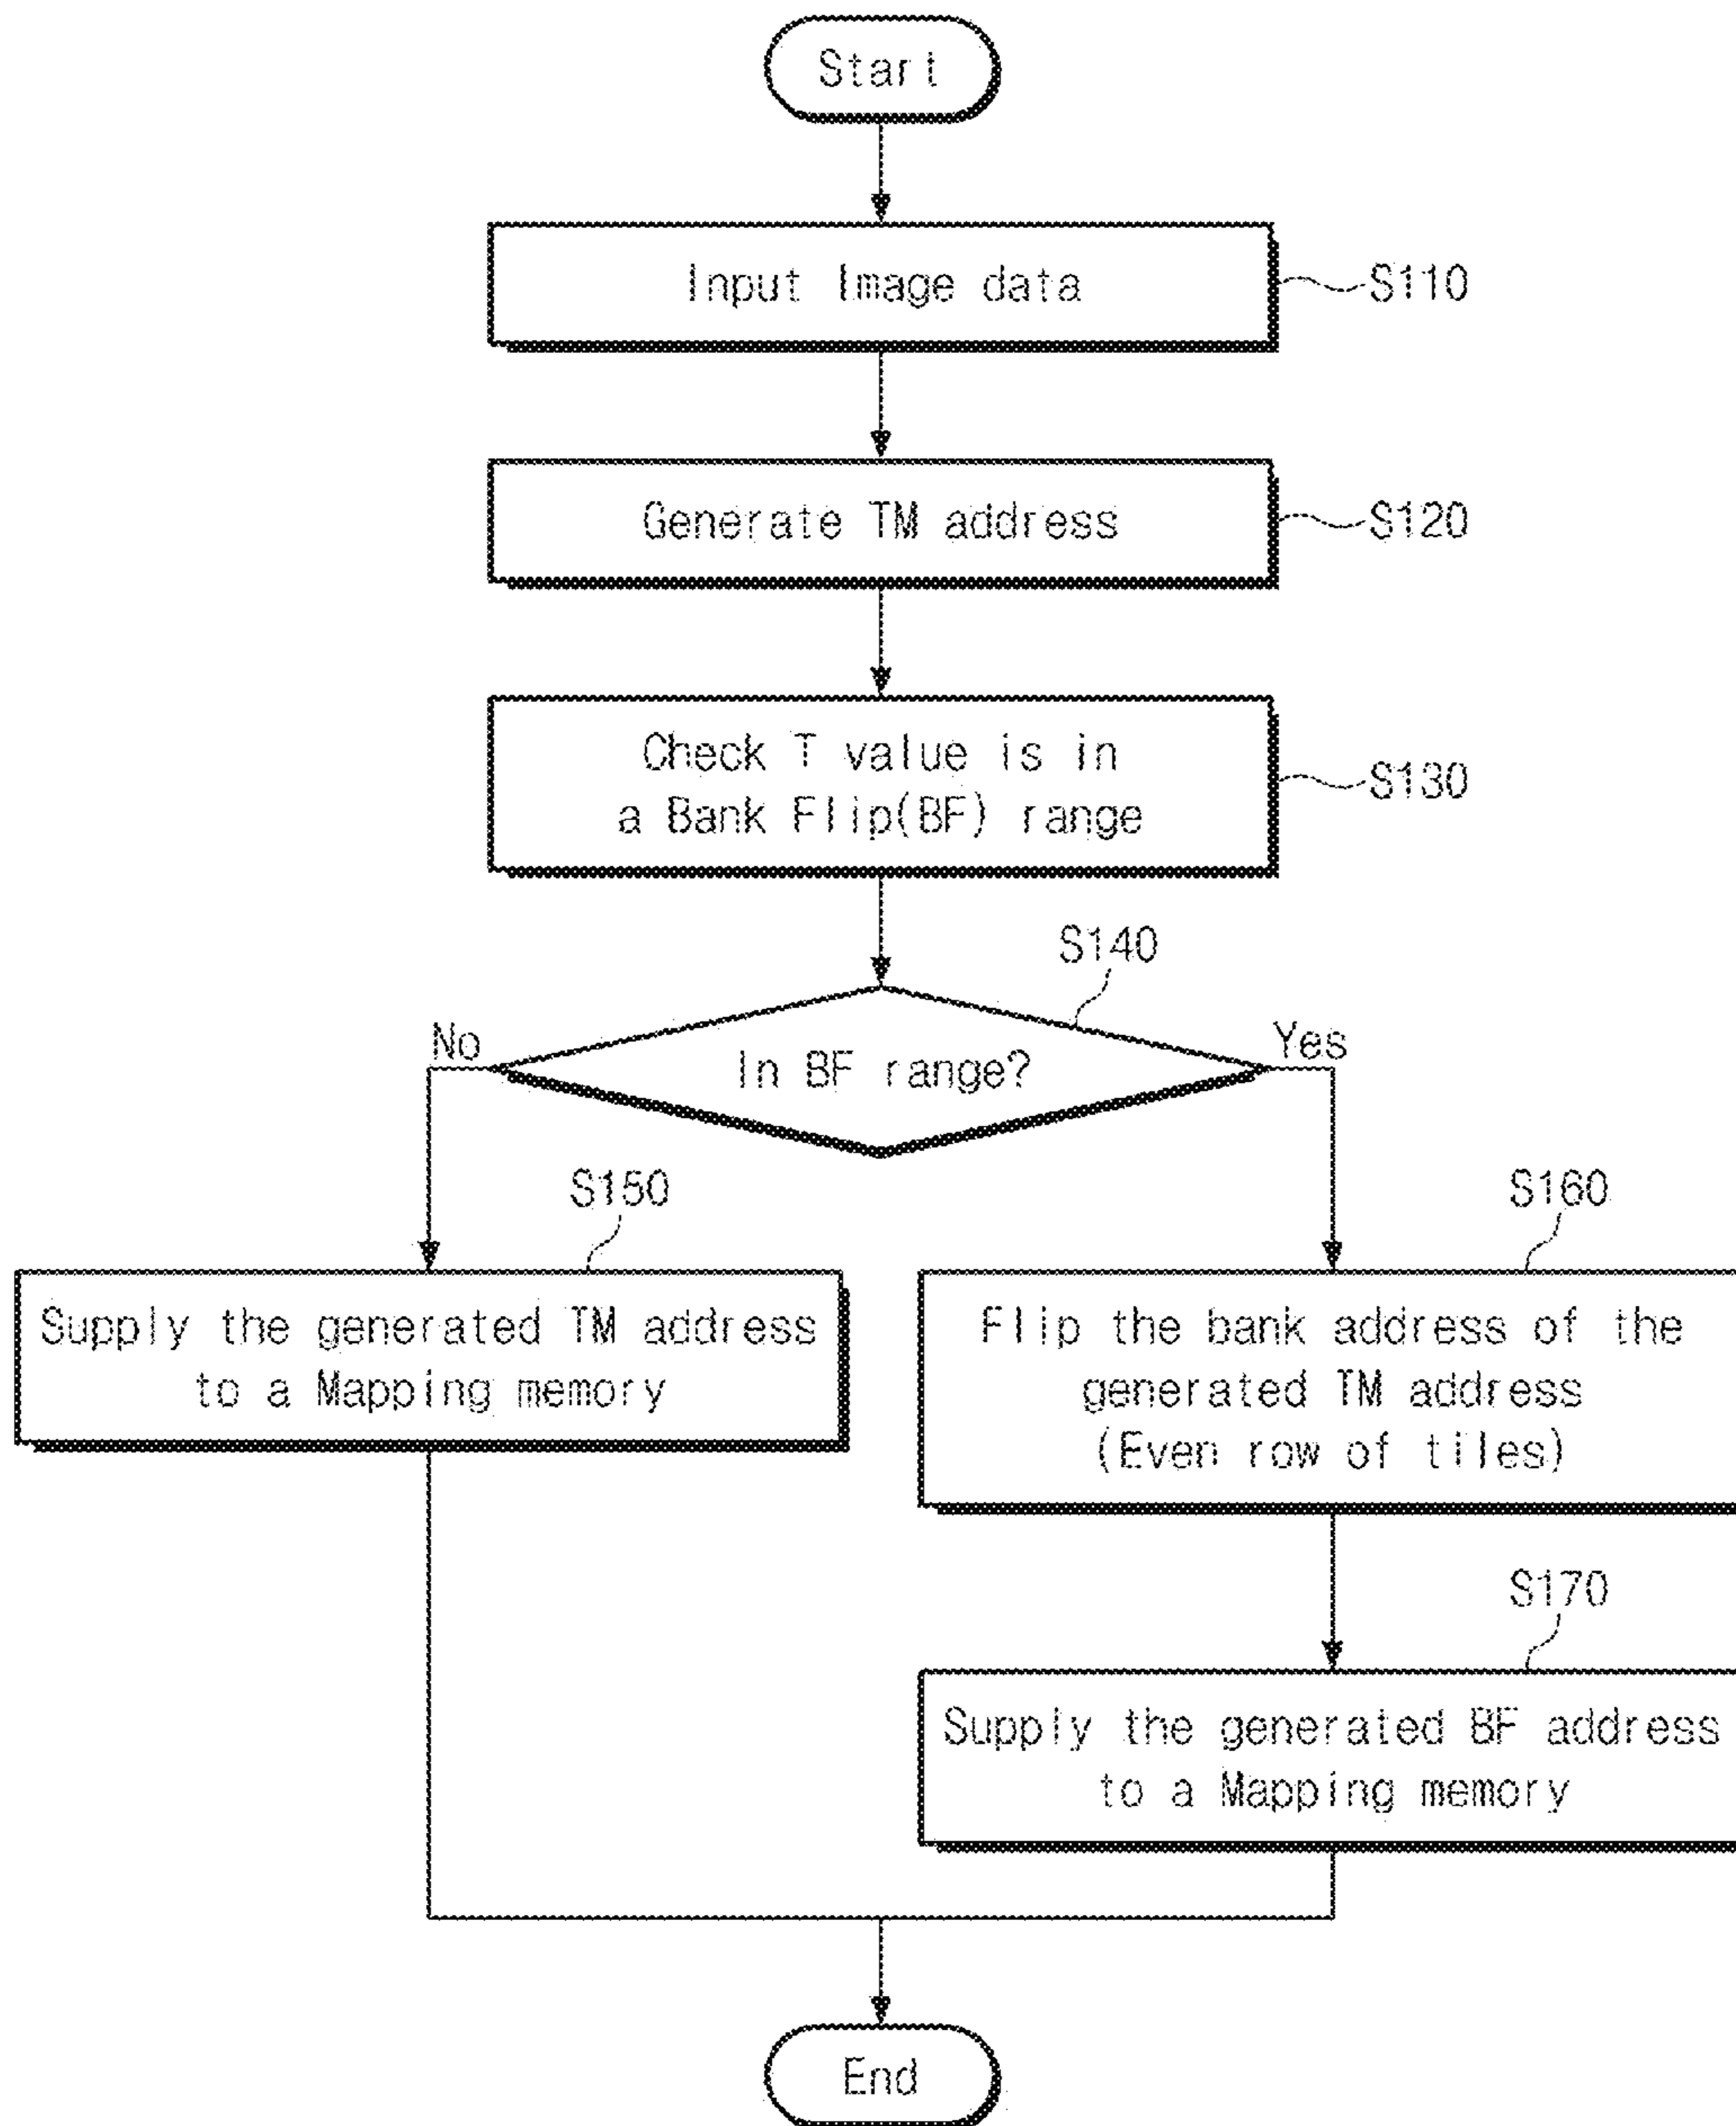 Start
Input Image data
S110
Generate TM address
S120
Check T value is in
a Bank Flip(BF) range
S130
S140
No
In BF range?
Yes
S150
Supply the generated TM address
to a Mapping memory
S160
Flip the bank address of the
generated TM address
(Even row of tiles)
S170
Supply the generated BF address
to a Mapping memory
End